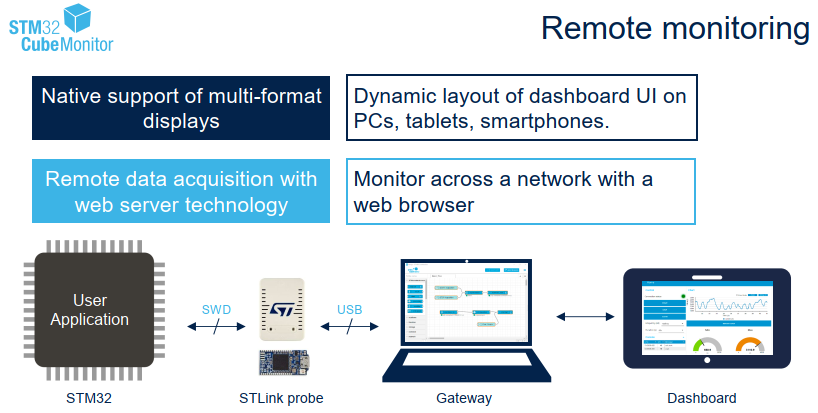 STM32
CubeMonitor
Remote monitoring
Native support of multi-format
displays
Dynamic layout of dashboard UI on
PCs, tablets, smartphones.
Remote data acquisition with
web server technology
Monitor across a network with a
web browser
User
Application
SWD
USB
STM32
STLink probe
Gateway
Dashboard